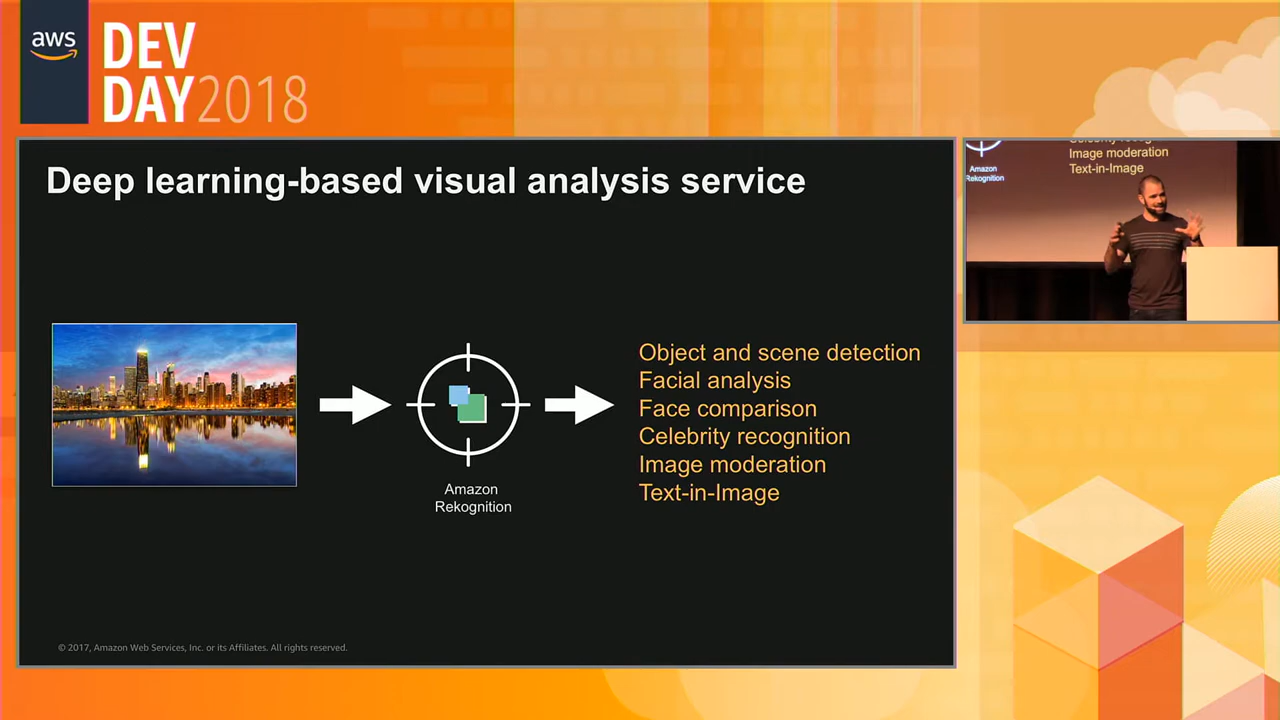 aws
DEV
DAY2018
Deep learning-based visual analysis service
Amazon
Rekognition
Object and scene detection
Facial analysis
Face comparison
Celebrity recognition
Image moderation
Text-in-Image
© 2017, Amazon Web Services, Inc. or its Affiliates. All rights reserved.
Image moderation
Text-in-Image
Amazon
Rekognition